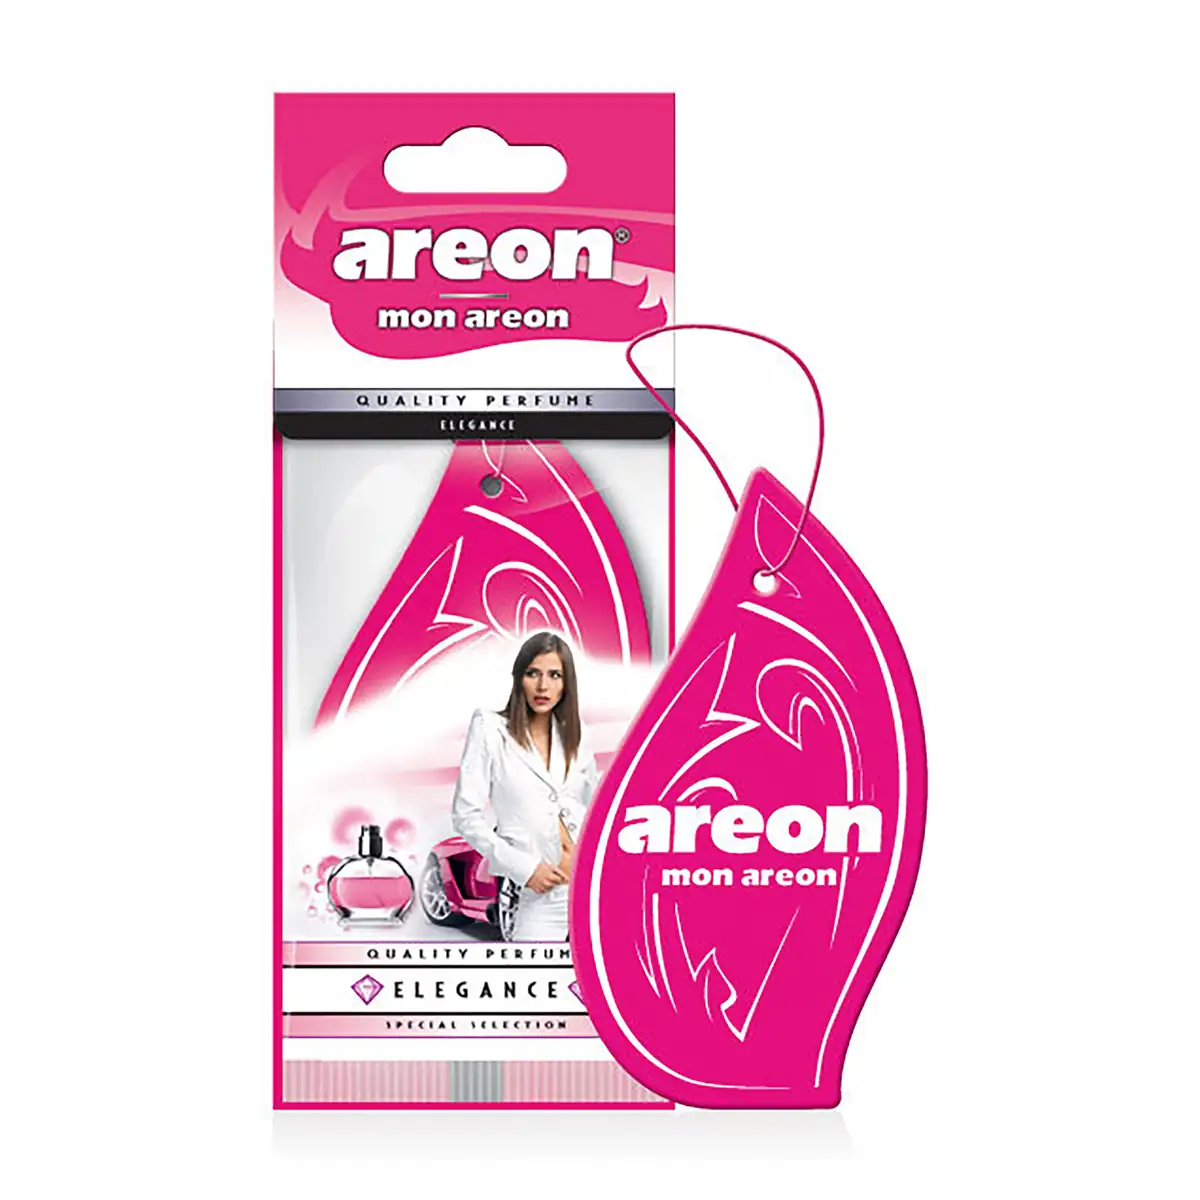 areon®
mon areon
QUALITY PERFUME
ELEGANCE
areon
mon areon
QUALITY PERFUM
ELEGANCE
SPECIAL SELECTION